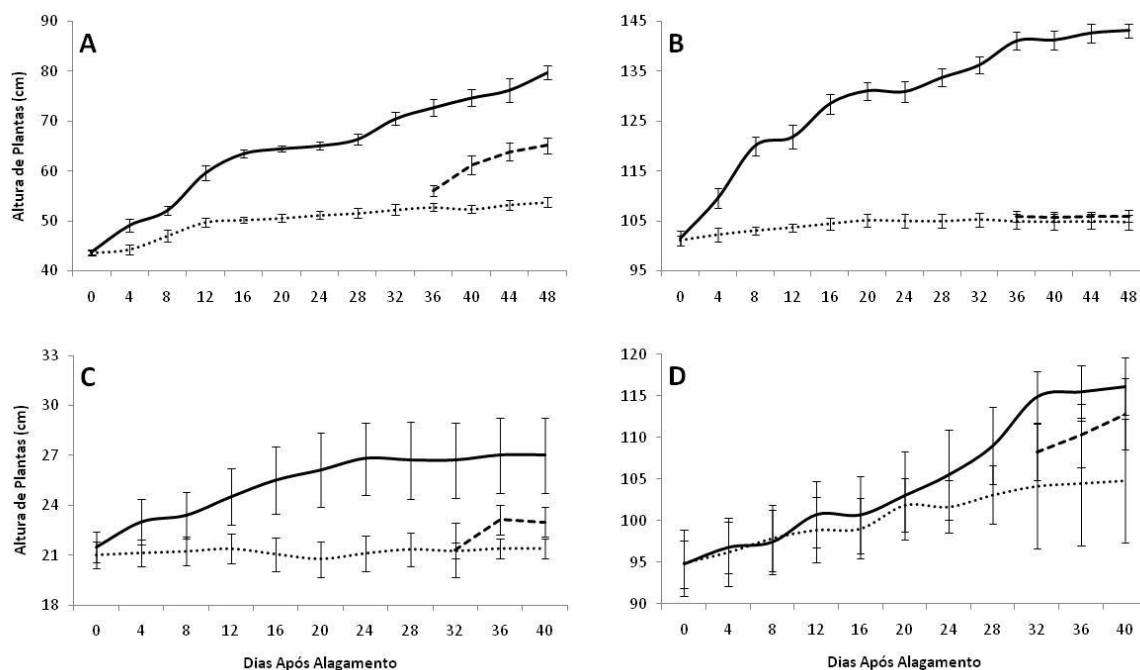 A
Altura de Plantas (cm)
90
80
70
60
50
40
0 4 8 12 16 20 24 28 32 36 40 44 48
B
145
135
125
115
105
95
0 4 8 12 16 20 24 28 32 36 40 44 48
C
Altura de Plantas (cm)
33
30
27
24
21
18
0 4 8 12 16 20 24 28 32 36 40
Dias Após Alagamento
D
120
115
110
105
100
95
90
0 4 8 12 16 20 24 28 32 36 40
Dias Após Alagamento